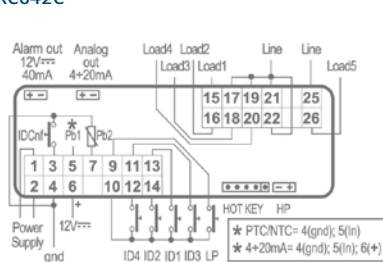 Alarm out Analog Load4 Load2 Line Line
12V⎓ out Load3 Load1 Load5
40mA 4÷20mA
+ - + -
15 17 19 21 25
16 18 20 22 26
IDCnf Pb1 Pb2
1 3 5 7 9 11 13
2 4 6 10 12 14
+ HOT KEY HP + -
Power 12V⎓
Supply gnd
ID4 ID2 ID1 ID3 LP
* PTC/NTC= 4(gnd); 5(In)
* 4÷20mA= 4(gnd); 5(In); 6(+)